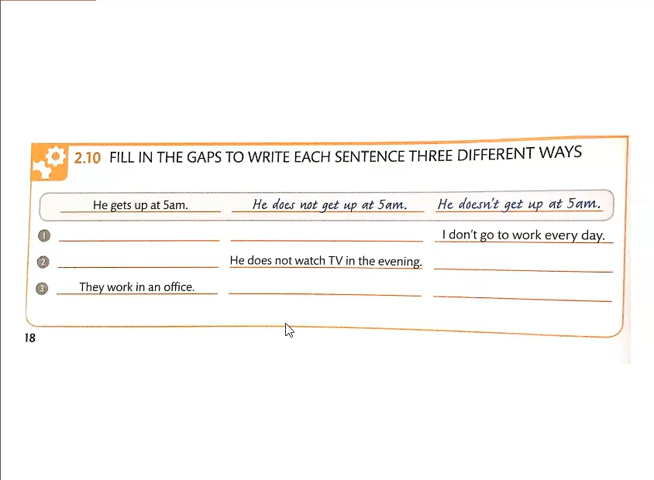 2.10 FILL IN THE GAPS TO WRITE EACH SENTENCE THREE DIFFERENT WAYS
He gets up at 5am. He does not get up at 5am. He doesn't get up at 5am.
1 I don't go to work every day.
2 He does not watch TV in the evening.
3 They work in an office.
18